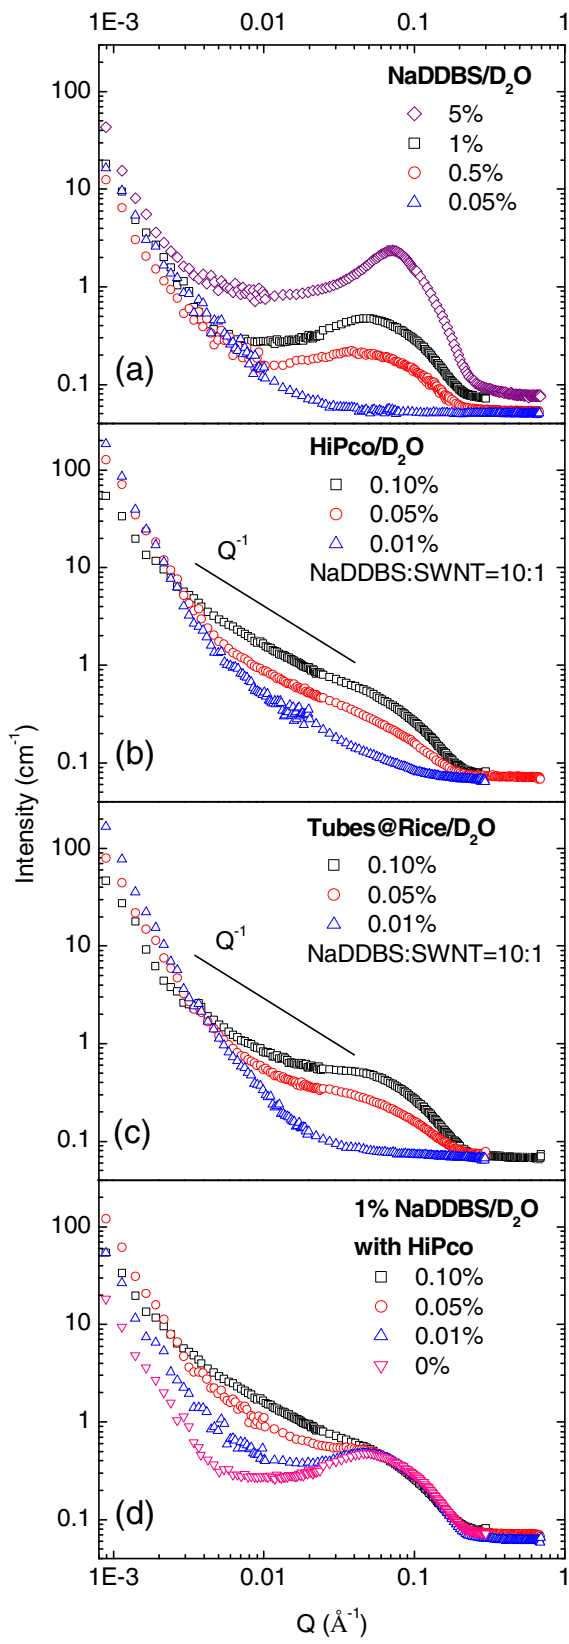 1E-3 0.01 0.1 1
NaDDBS/D₂O
5%
1%
0.5%
0.05%
100
10
1
0.1
(a)
HiPco/D₂O
0.10%
0.05%
0.01%
NaDDBS:SWNT=10:1
Q⁻¹
100
10
1
0.1
(b)
Intensity (cm⁻¹)
Tubes@Rice/D₂O
0.10%
0.05%
0.01%
NaDDBS:SWNT=10:1
Q⁻¹
100
10
1
0.1
(c)
1% NaDDBS/D₂O
with HiPco
0.10%
0.05%
0.01%
0%
100
10
1
0.1
(d)
1E-3 0.01 0.1 1
Q (Å⁻¹)